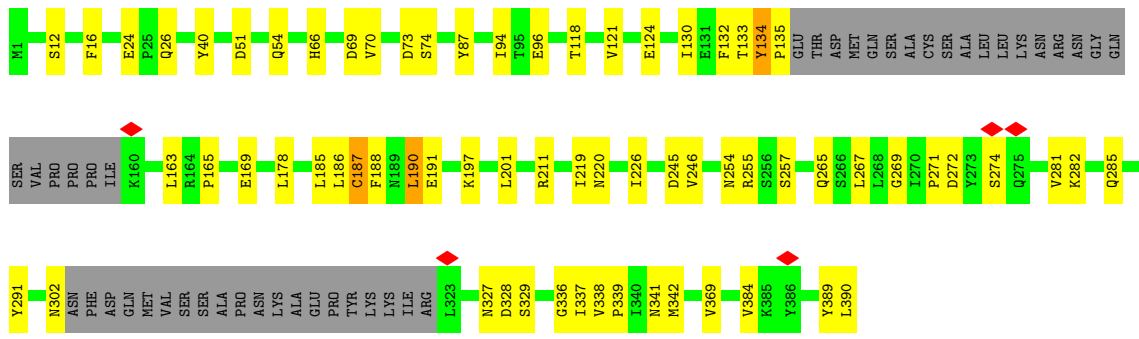 M1 S12 F16 E24 P25 Q26 Y40 D51 Q54 H66 D69 V70 D73 S74 Y87 I94 T95 E96 T118 V121 E124 I130 E131 F132 T133 Y134 P135 GLU THR ASP MET GLN SER ALA CYS SER ALA LEU LEU LYS ASN ARG ASN GLY GLN
SER VAL PRO PRO PRO ILE K160 L163 R164 P165 E169 L178 L185 L186 C187 F188 N189 L190 E191 K197 L201 R211 I219 N220 I226 D245 V246 N254 R255 S256 S257 Q265 S266 L267 L268 G269 I270 P271 D272 Y273 S274 Q275 V281 K282 Q285
Y291 N302 ASN PHE ASP GLN MET VAL SER SER ALA PRO ASN LYS ALA GLU PRO TYR LYS LYS ILE ARG L323 N327 D328 S329 G336 I337 V338 P339 I340 N341 M342 V369 V384 K385 Y386 Y389 L390